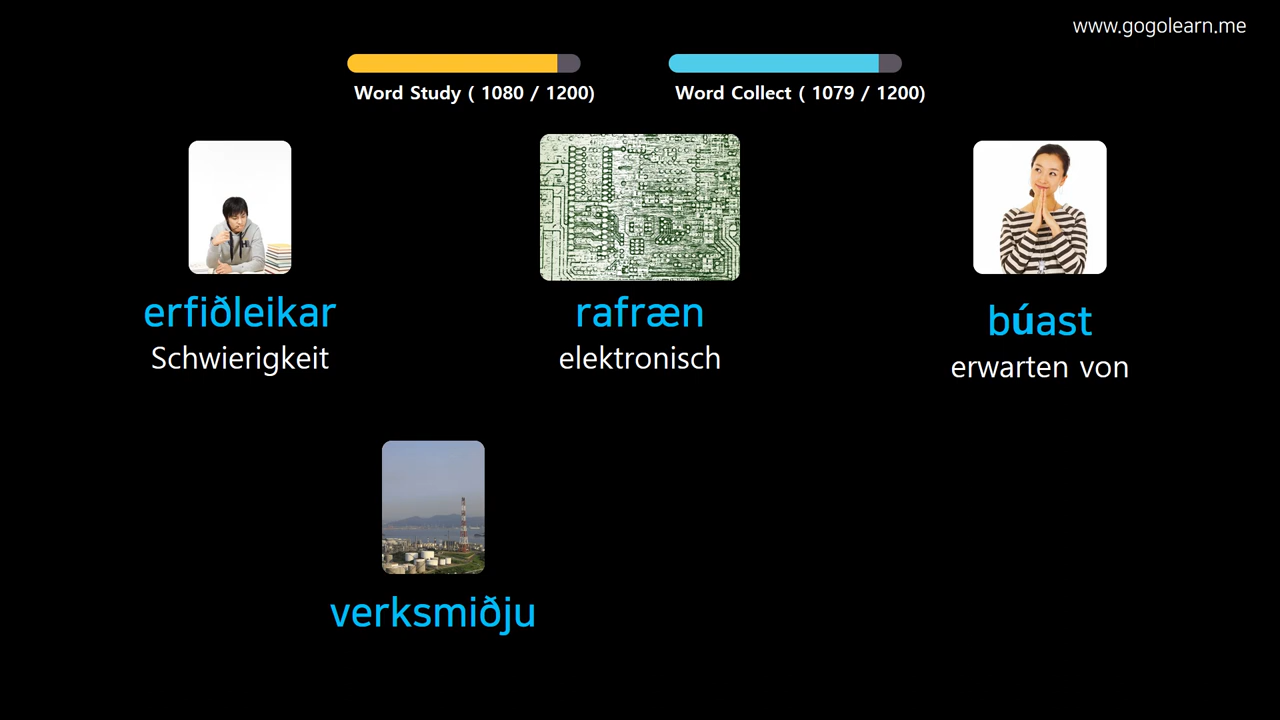 www.gogolearn.me
Word Study ( 1080 / 1200)
Word Collect ( 1079 / 1200)
erfiðleikar
Schwierigkeit
rafræn
elektronisch
búast
erwarten von
verksmiðju